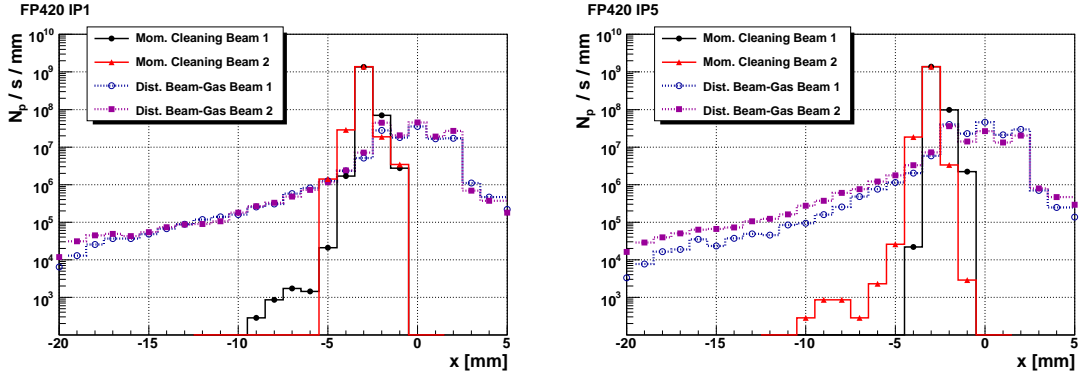 FP420 IP1
N_p / s / mm
10^10
10^9
10^8
10^7
10^6
10^5
10^4
10^3
Mom. Cleaning Beam 1
Mom. Cleaning Beam 2
Dist. Beam-Gas Beam 1
Dist. Beam-Gas Beam 2
-20 -15 -10 -5 0 5
x [mm]
FP420 IP5
N_p / s / mm
10^10
10^9
10^8
10^7
10^6
10^5
10^4
10^3
Mom. Cleaning Beam 1
Mom. Cleaning Beam 2
Dist. Beam-Gas Beam 1
Dist. Beam-Gas Beam 2
-20 -15 -10 -5 0 5
x [mm]